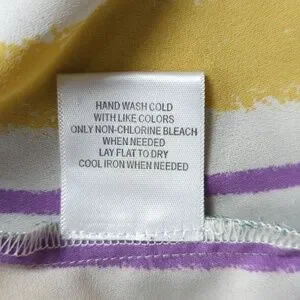 HAND WASH COLD
WITH LIKE COLORS
ONLY NON-CHLORINE BLEACH
WHEN NEEDED
LAY FLAT TO DRY
COOL IRON WHEN NEEDED